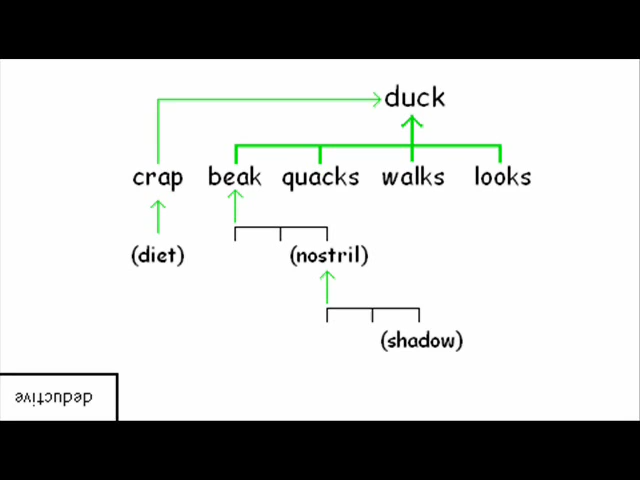 duck
crap beak quacks walks looks
(diet) (nostril)
(shadow)
deductive